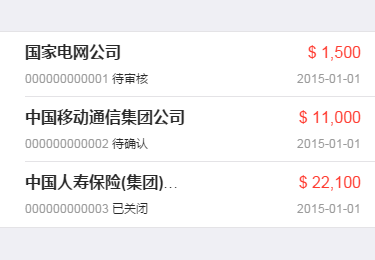 国家电网公司 $ 1,500
000000000001 待审核 2015-01-01
中国移动通信集团公司 $ 11,000
000000000002 待确认 2015-01-01
中国人寿保险(集团)... $ 22,100
000000000003 已关闭 2015-01-01